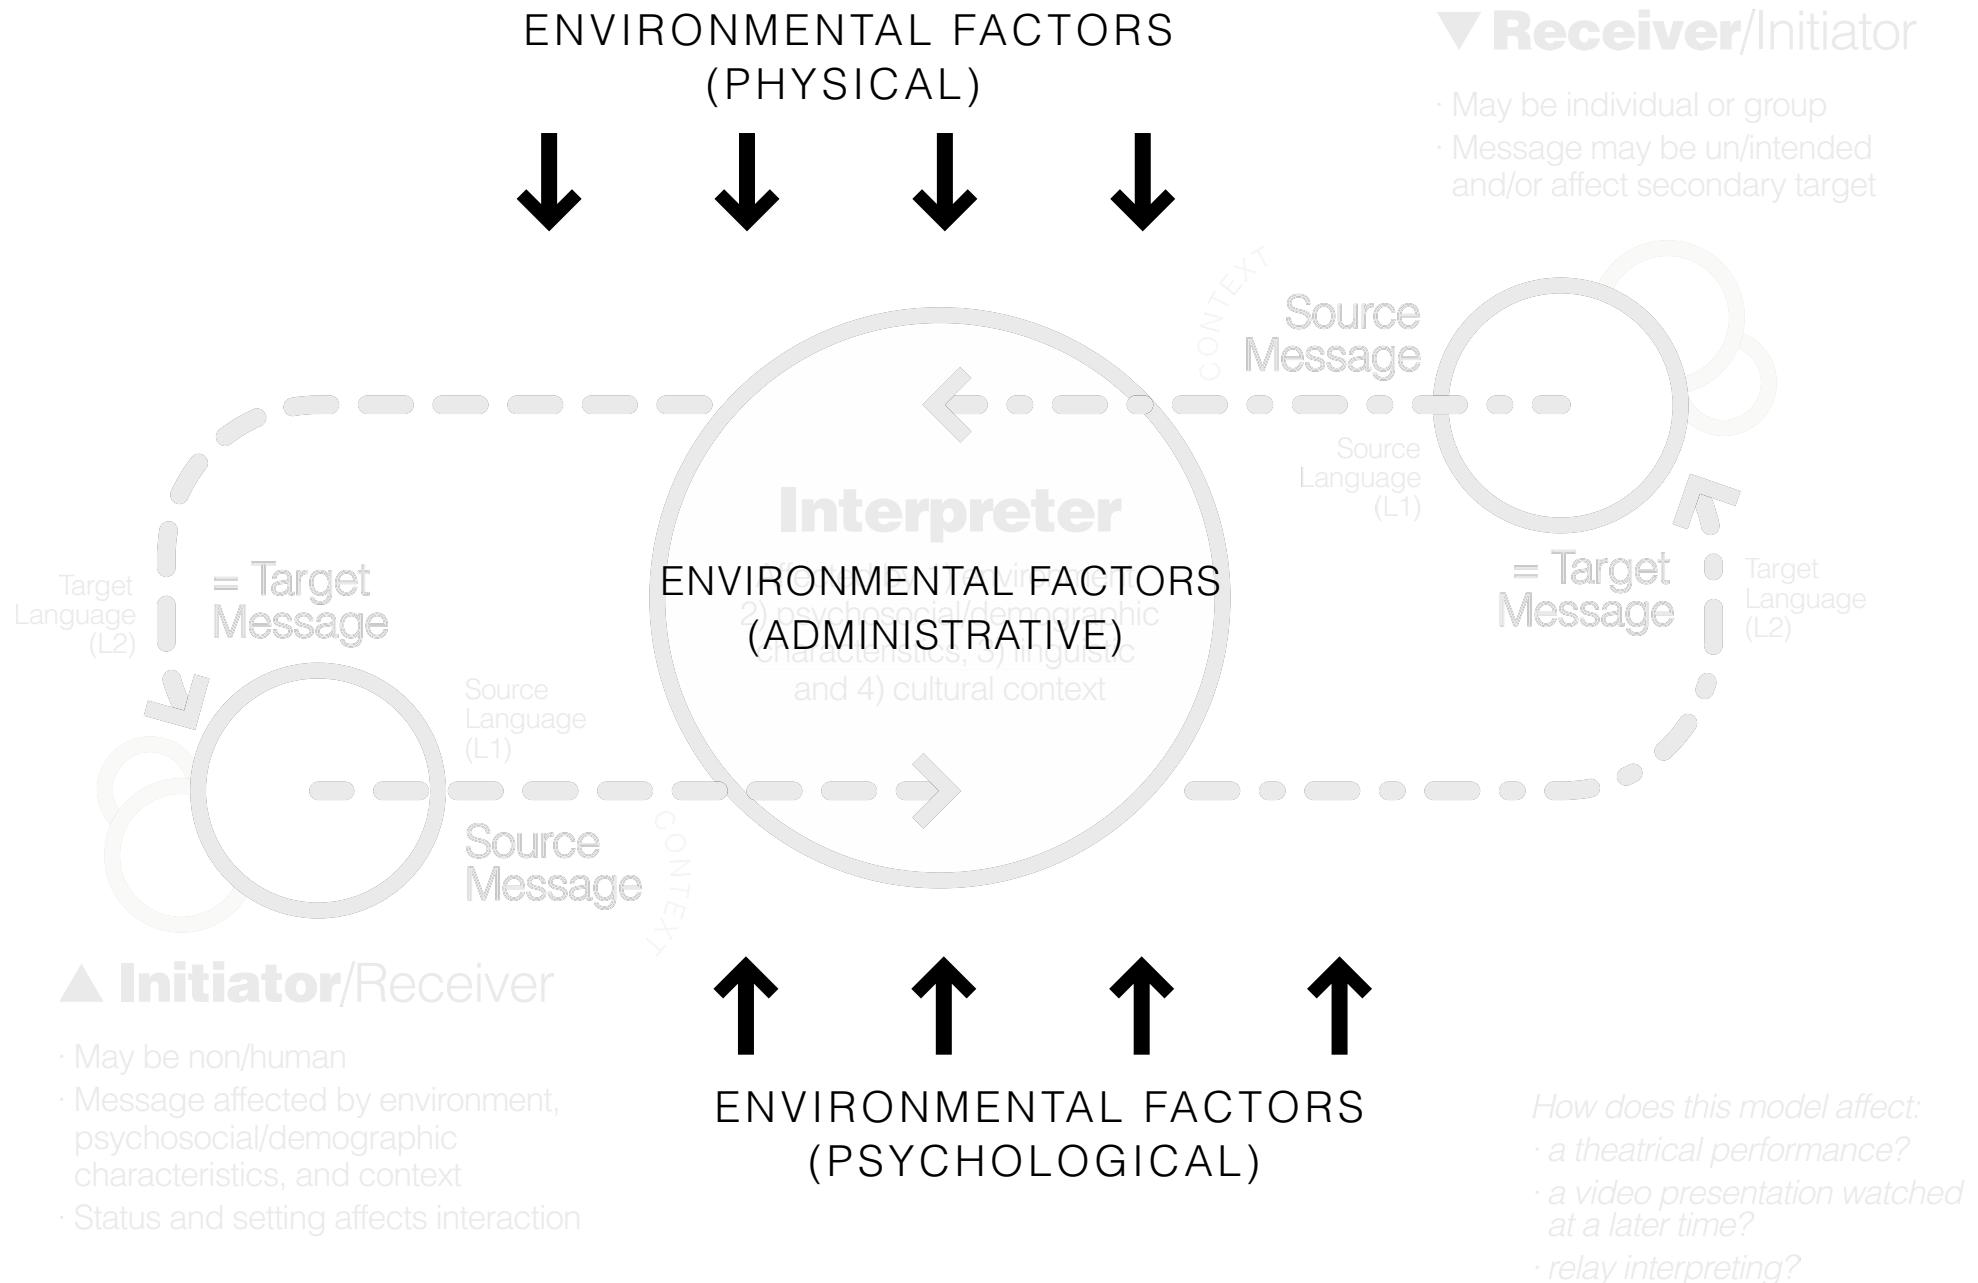 ENVIRONMENTAL FACTORS
(PHYSICAL)
▼ Receiver/Initiator
· May be individual or group
· Message may be un/intended
and/or affect secondary target
CONTEXT
Source
Message
Source
Language
(L1)
Interpreter
ENVIRONMENTAL FACTORS
(ADMINISTRATIVE)
2) psychosocial/demographic
characteristics, 3) linguistic
and 4) cultural context
Target
Language
(L2)
= Target
Message
= Target
Message
Target
Language
(L2)
Source
Language
(L1)
Source
Message
CONTEXT
▲ Initiator/Receiver
· May be non/human
· Message affected by environment,
psychosocial/demographic
characteristics, and context
· Status and setting affects interaction
ENVIRONMENTAL FACTORS
(PSYCHOLOGICAL)
How does this model affect:
· a theatrical performance?
· a video presentation watched
at a later time?
· relay interpreting?